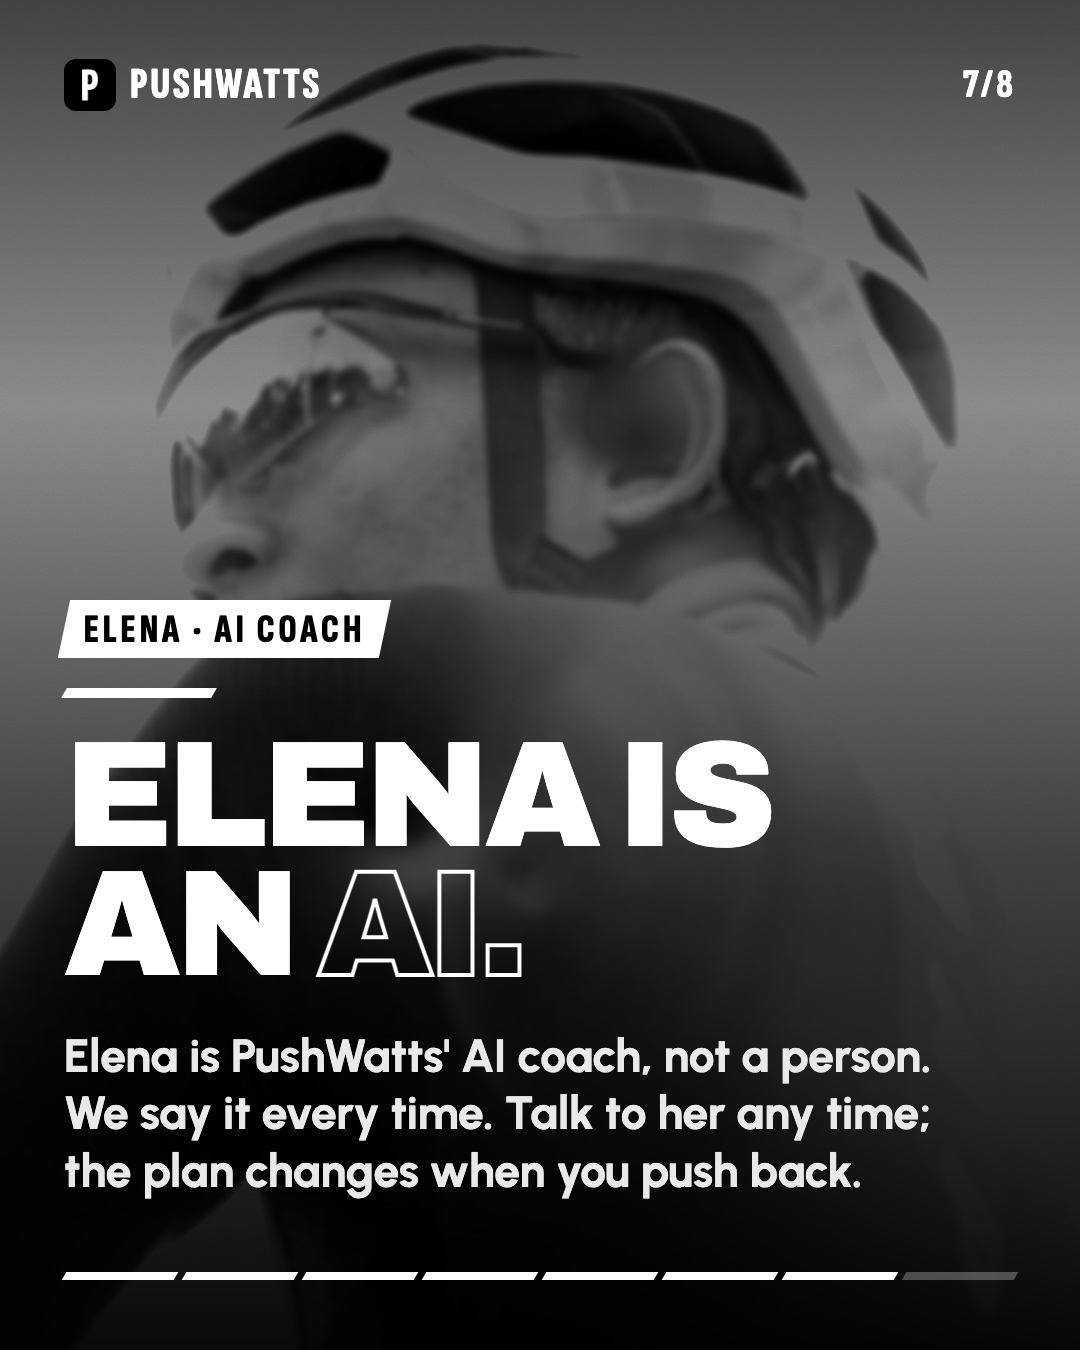 P PUSHWATTS
7/8
ELENA · AI COACH
ELENA IS
AN AI.
Elena is PushWatts' AI coach, not a person.
We say it every time. Talk to her any time;
the plan changes when you push back.